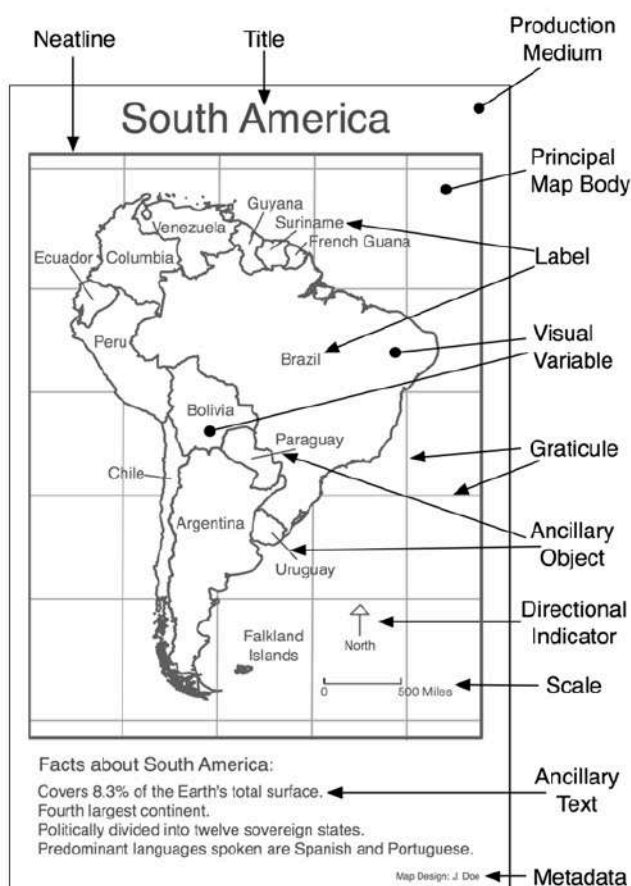 Neatline
Title
Production
Medium
South America
Principal
Map Body
Guyana
Suriname
Venezuela
French Guana
Label
Ecuador
Columbia
Visual
Variable
Peru
Brazil
Bolivia
Paraguay
Graticule
Chile
Argentina
Ancillary
Object
Uruguay
Directional
Indicator
North
Falkland
Islands
0 500 Miles
Scale
Facts about South America:
Covers 8.3% of the Earth's total surface.
Fourth largest continent.
Politically divided into twelve sovereign states.
Predominant languages spoken are Spanish and Portuguese.
Ancillary
Text
Map Design: J. Doe
Metadata